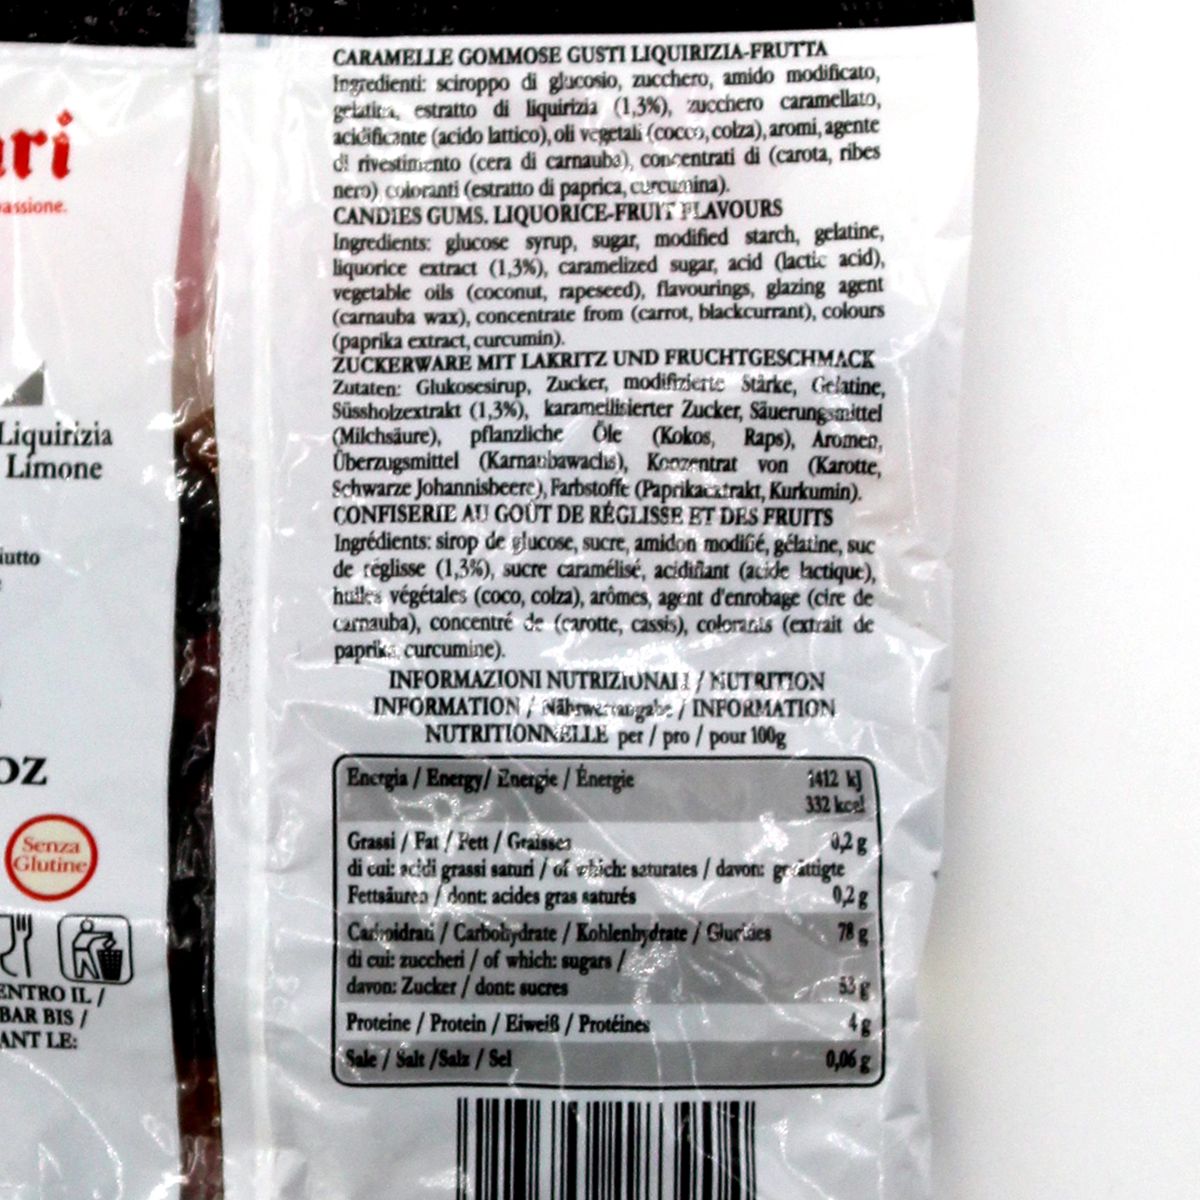 ri
assione.
Liquirizia
Limone
iutto
OZ
Senza
Glutine
ENTRO IL /
BAR BIS /
ANT LE:
CARAMELLE GOMMOSE GUSTI LIQUIRIZIA-FRUTTA
Ingredienti: sciroppo di glucosio, zucchero, amido modificato,
gelatina, estratto di liquirizia (1,3%), zucchero caramellato,
acidificante (acido lattico), oli vegetali (cocco, colza), aromi, agente
di rivestimento (cera di carnauba), concentrati di (carota, ribes
nero) coloranti (estratto di paprica, curcumina).
CANDIES GUMS. LIQUORICE-FRUIT FLAVOURS
Ingredients: glucose syrup, sugar, modified starch, gelatine,
liquorice extract (1,3%), caramelized sugar, acid (lactic acid),
vegetable oils (coconut, rapeseed), flavourings, glazing agent
(carnauba wax), concentrate from (carrot, blackcurrant), colours
(paprika extract, curcumin).
ZUCKERWARE MIT LAKRITZ UND FRUCHTGESCHMACK
Zutaten: Glukosesirup, Zucker, modifizierte Stärke, Gelatine,
Süssholzextrakt (1,3%), karamellisierter Zucker, Säuerungsmittel
(Milchsäure), pflanzliche Öle (Kokos, Raps), Aromen,
Überzugsmittel (Karnaubawachs), Konzentrat von (Karotte,
Schwarze Johannisbeere), Farbstoffe (Paprikaextrakt, Kurkumin).
CONFISERIE AU GOÛT DE RÉGLISSE ET DES FRUITS
Ingrédients: sirop de glucose, sucre, amidon modifié, gélatine, suc
de réglisse (1,3%), sucre caramélisé, acidifiant (acide lactique),
huiles végétales (coco, colza), arômes, agent d'enrobage (cire de
carnauba), concentré de (carotte, cassis), colorants (extrait de
paprika, curcumine).
INFORMAZIONI NUTRIZIONALI / NUTRITION
INFORMATION / Nährwertangabe / INFORMATION
NUTRITIONNELLE per / pro / pour 100g
Energia / Energy/ Energie / Énergie 1412 kJ
332 kcal
Grassi / Fat / Fett / Graisses 0,2 g
di cui: acidi grassi saturi / of which: saturates / davon: gesättigte
Fettsäuren / dont: acides gras saturés 0,2 g
Carboidrati / Carbohydrate / Kohlenhydrate / Glucides 78 g
di cui: zuccheri / of which: sugars /
davon: Zucker / dont: sucres 53 g
Proteine / Protein / Eiweiß / Protéines 4 g
Sale / Salt /Salz / Sel 0,06 g